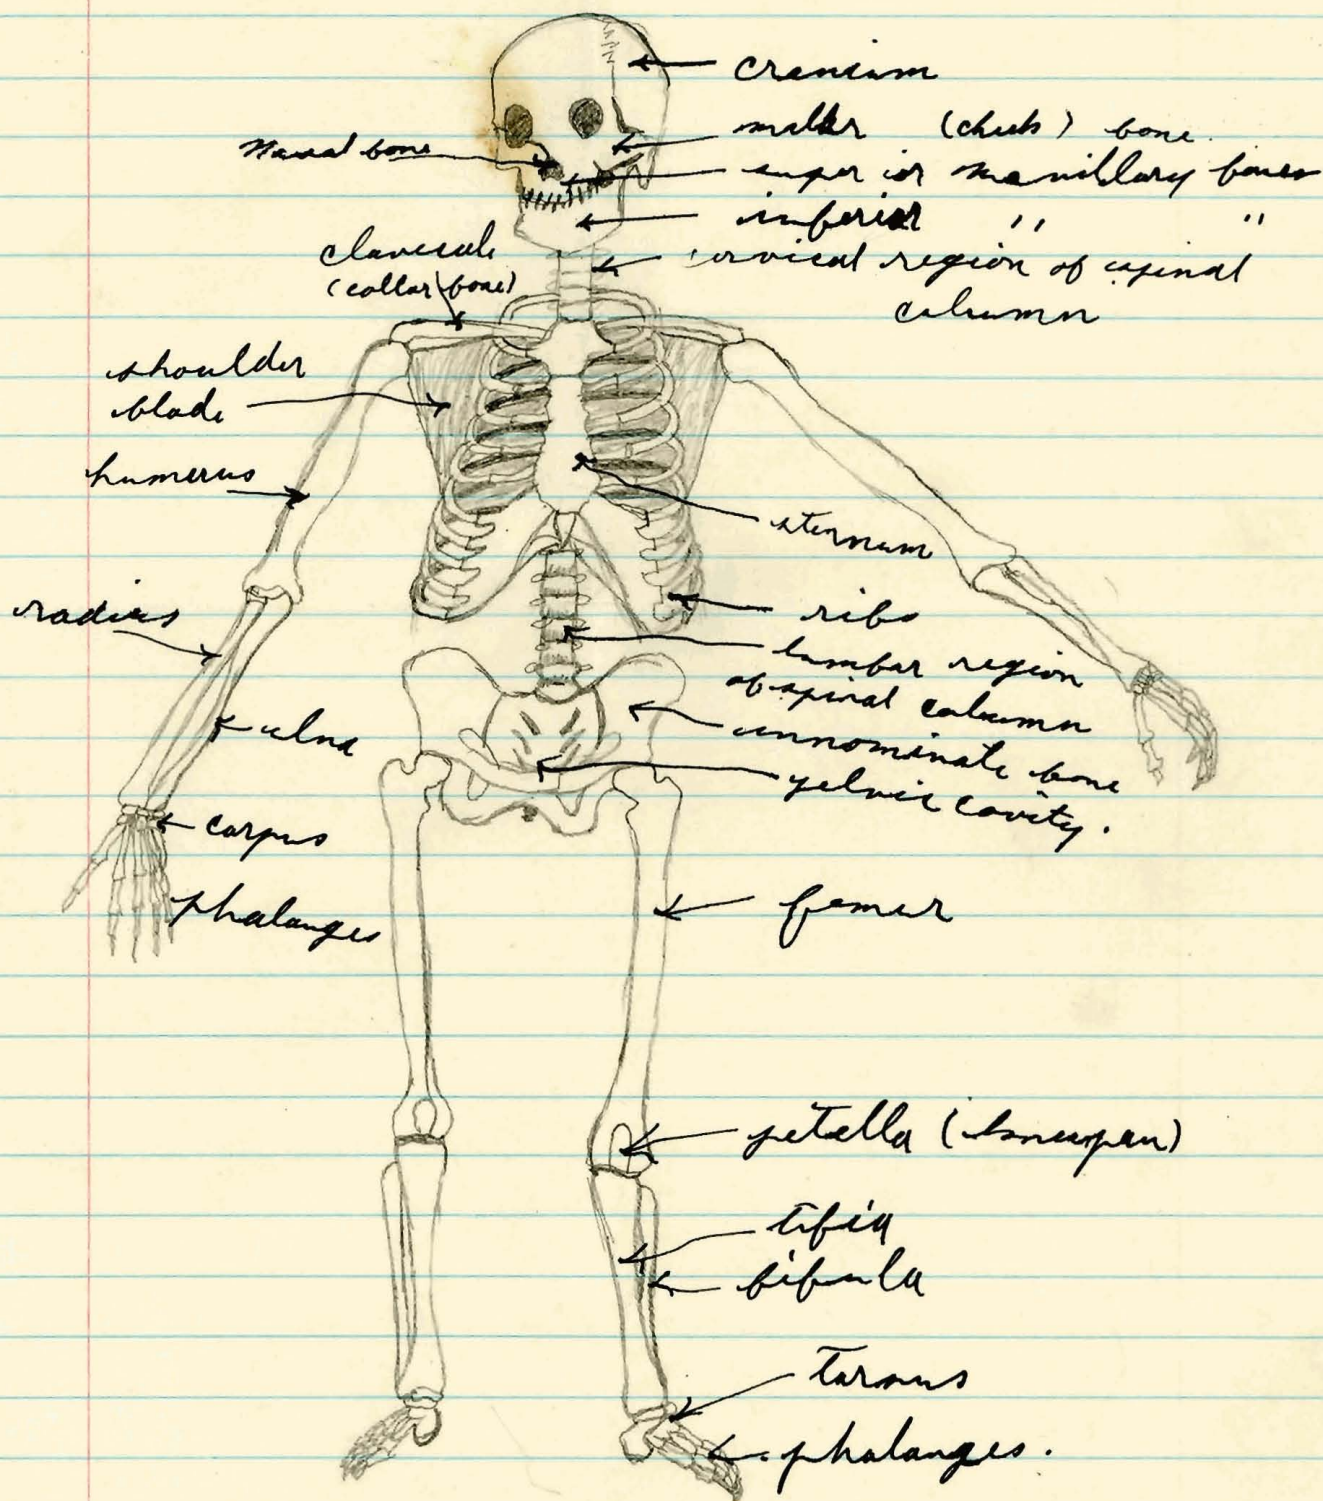 cranium
malar (cheek) bone.
Nasal bone
superior maxillary bones
inferior " "
clavicale
(collar bone)
cervical region of spinal
column
shoulder
blade
humerus
sternum
radius
ribs
lumbar region
of spinal column
ulna
innominate bone
pelvic cavity.
carpus
phalanges
femur
patella (kneepan)
tibia
fibula
tarsus
phalanges.